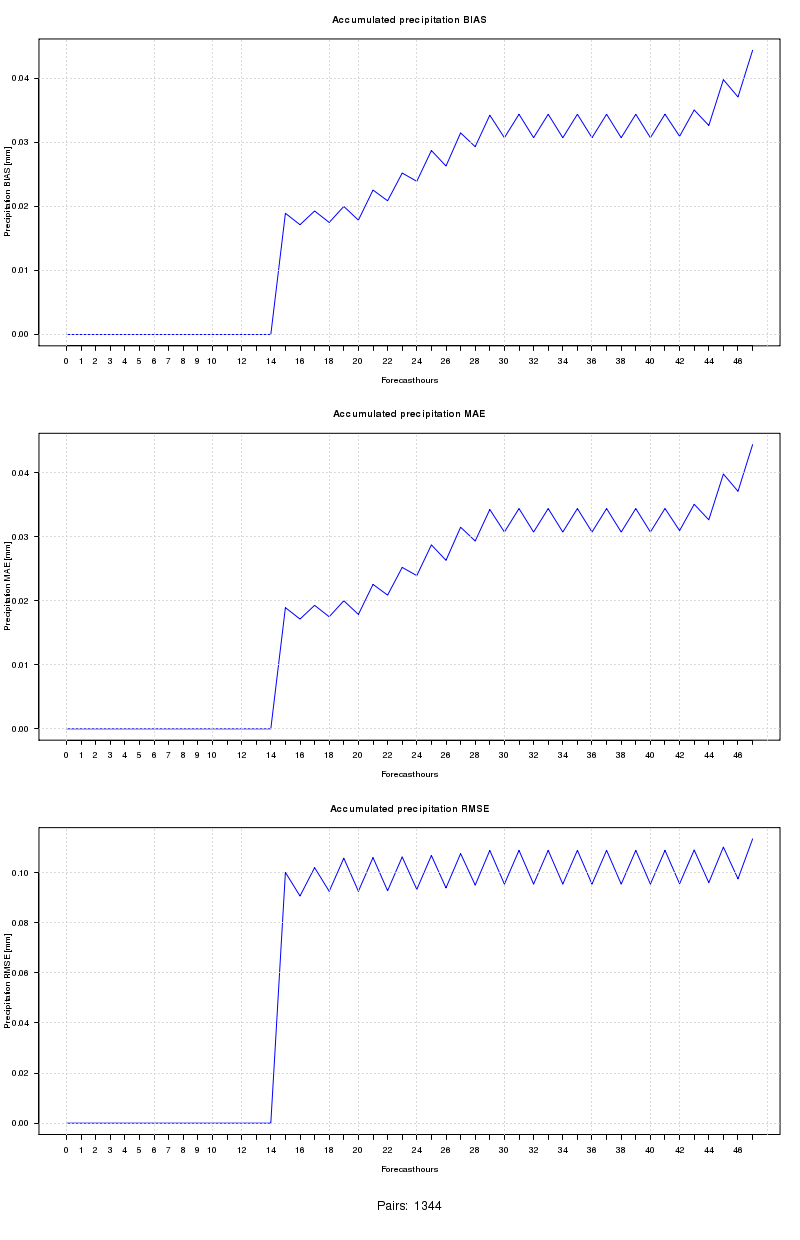 Accumulated precipitation BIAS
Precipitation BIAS [mm]
0.04
0.03
0.02
0.01
0.00
0 1 2 3 4 5 6 7 8 9 10 12 14 16 18 20 22 24 26 28 30 32 34 36 38 40 42 44 46
Forecasthours
Accumulated precipitation MAE
Precipitation MAE [mm]
0.04
0.03
0.02
0.01
0.00
0 1 2 3 4 5 6 7 8 9 10 12 14 16 18 20 22 24 26 28 30 32 34 36 38 40 42 44 46
Forecasthours
Accumulated precipitation RMSE
Precipitation RMSE [mm]
0.10
0.08
0.06
0.04
0.02
0.00
0 1 2 3 4 5 6 7 8 9 10 12 14 16 18 20 22 24 26 28 30 32 34 36 38 40 42 44 46
Forecasthours
Pairs: 1344